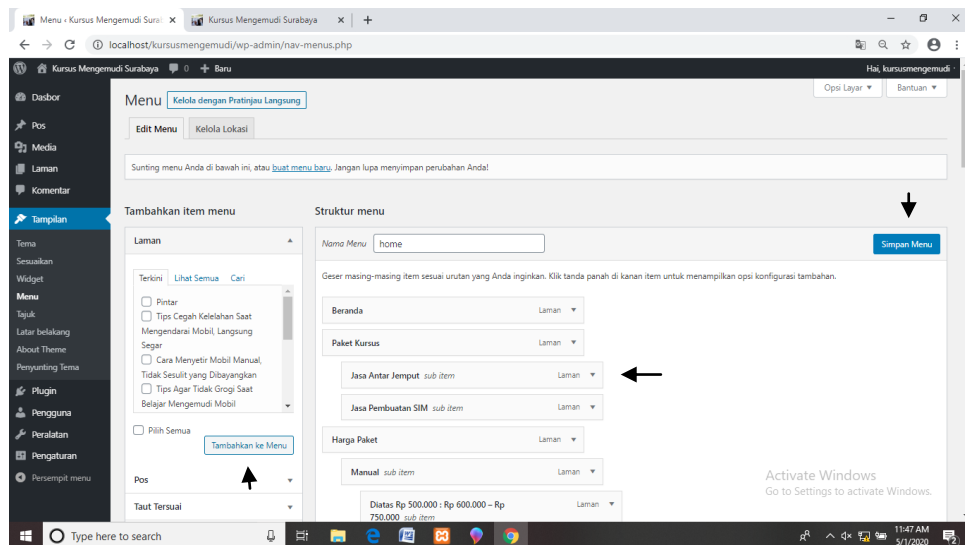 Menu ‹ Kursus Mengemudi Sural
Kursus Mengemudi Surabaya
localhost/kursusmengemudi/wp-admin/nav-menus.php
Kursus Mengemudi Surabaya 0 + Baru
Hai, kursusmengemudi
Dasbor
Pos
Media
Laman
Komentar
Tampilan
Tema
Sesuaikan
Widget
Menu
Tajuk
Latar belakang
About Theme
Penyunting Tema
Plugin
Pengguna
Peralatan
Pengaturan
Persempit menu
Opsi Layar ▼
Bantuan ▼
Menu Kelola dengan Pratinjau Langsung
Edit Menu Kelola Lokasi
Sunting menu Anda di bawah ini, atau buat menu baru. Jangan lupa menyimpan perubahan Anda!
Tambahkan item menu
Laman
Terkini Lihat Semua Cari
Pintar
Tips Cegah Kelelahan Saat
Mengendarai Mobil, Langsung
Segar
Cara Menyetir Mobil Manual,
Tidak Sesulit yang Dibayangkan
Tips Agar Tidak Grogi Saat
Belajar Mengemudi Mobil
Pilih Semua
Tambahkan ke Menu
Pos
Taut Tersuai
Struktur menu
Nama Menu home
Simpan Menu
Geser masing-masing item sesuai urutan yang Anda inginkan. Klik tanda panah di kanan item untuk menampilkan opsi konfigurasi tambahan.
Beranda Laman
Paket Kursus Laman
Jasa Antar Jemput sub item Laman
Jasa Pembuatan SIM sub item Laman
Harga Paket Laman
Manual sub item Laman
Diatas Rp 500.000 : Rp 600.000 – Rp Laman
750.000 sub item
Activate Windows
Go to Settings to activate Windows.
Type here to search
11:47 AM
5/1/2020
2